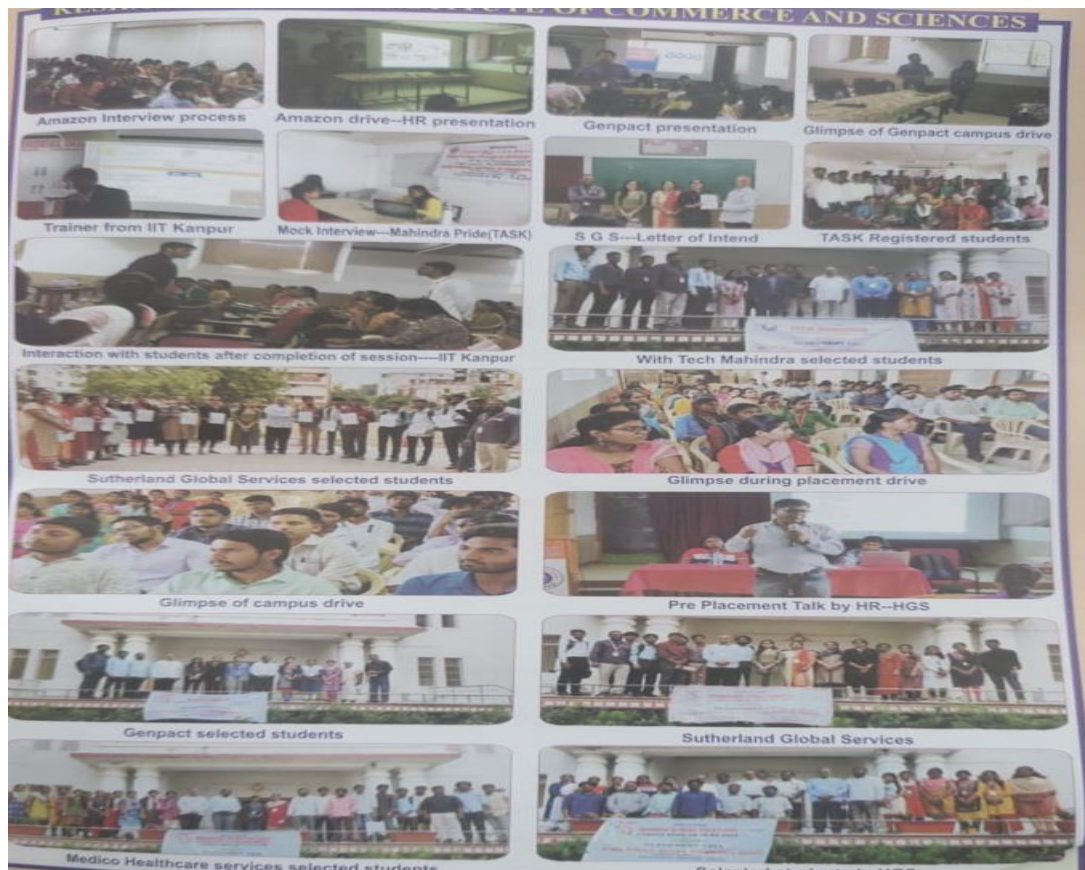 INSTITUTE OF COMMERCE AND SCIENCES
Amazon Interview process
Amazon drive--HR presentation
Genpact presentation
Glimpse of Genpact campus drive
Trainer from IIT Kanpur
Mock Interview---Mahindra Pride(TASK)
S G S---Letter of Intend
TASK Registered students
Interaction with students after completion of session----IIT Kanpur
With Tech Mahindra selected students
Sutherland Global Services selected students
Glimpse during placement drive
Glimpse of campus drive
Pre Placement Talk by HR--HGS
Genpact selected students
Sutherland Global Services
Medico Healthcare services selected students